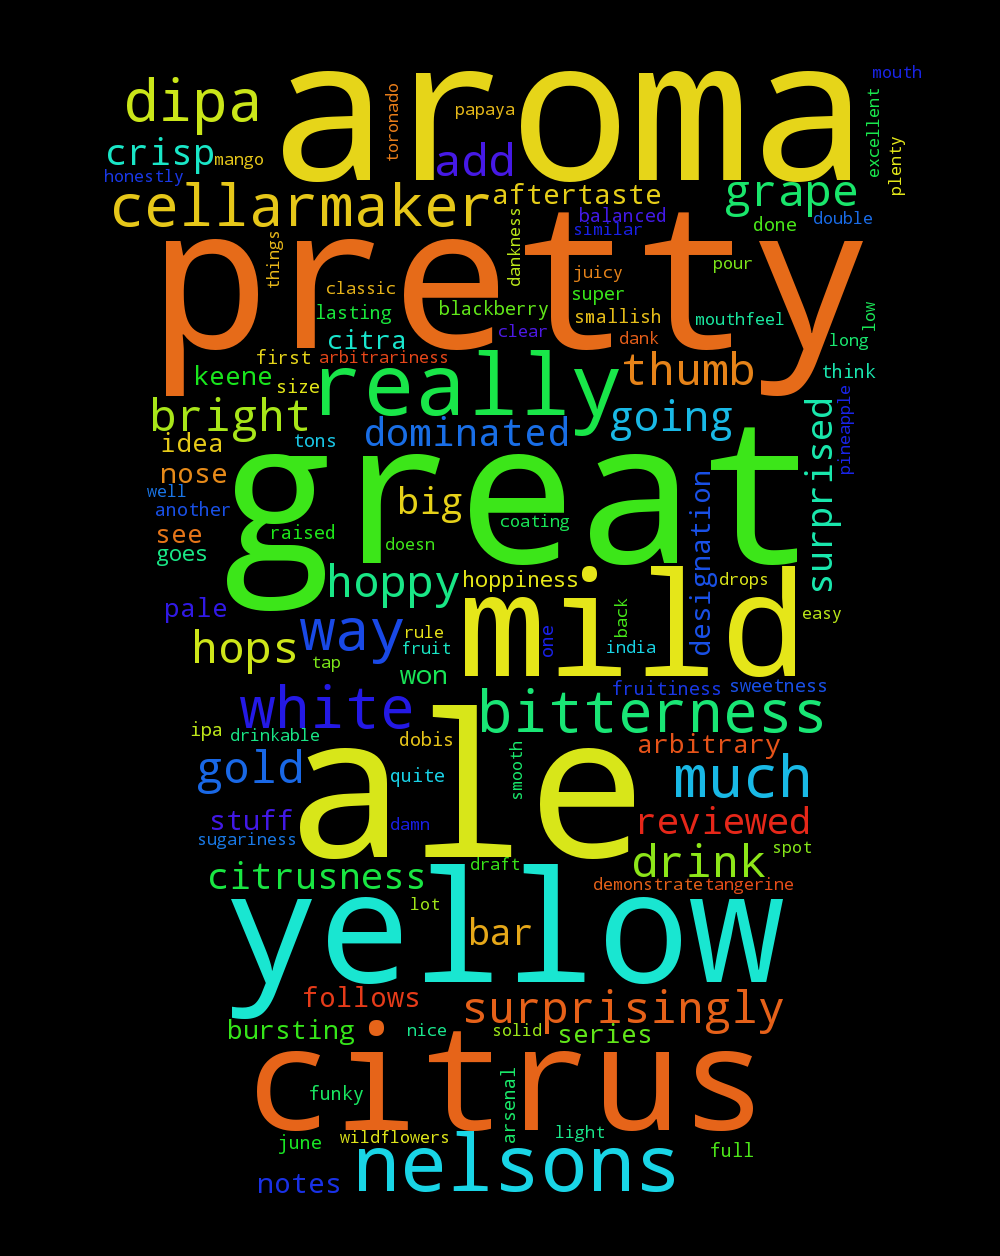 mouth
aroma
dipa
toronado
papaya
excellent
plenty
crisp
mango
add
honestly
cellarmaker
aftertaste
grape
balanced
double
similar
done
pretty
things
dankness
pour
juicy
classic
super
blackberry
smallish
lasting
mouthfeel
low
clear
citra
dank
long
first
arbitrariness
really
thumb
think
keene
size
bright
going
pineapple
surprised
dominated
idea
tons
great
nose
well
another
big
coating
designation
see
raised
goes
doesn
hoppy
hoppiness
mild
drops
pale
way
rule
back
easy
hops
fruit
one
india
tap
won
white
fruitiness
sweetness
bitterness
ale
ipa
drinkable
dobis
smooth
arbitrary
gold
quite
much
stuff
damn
reviewed
sugariness
drink
spot
citrusness
draft
demonstrate
tangerine
yellow
lot
bar
follows
surprisingly
bursting
nice
solid
series
citrus
funky
arsenal
june
wildflowers
light
full
nelsons
notes